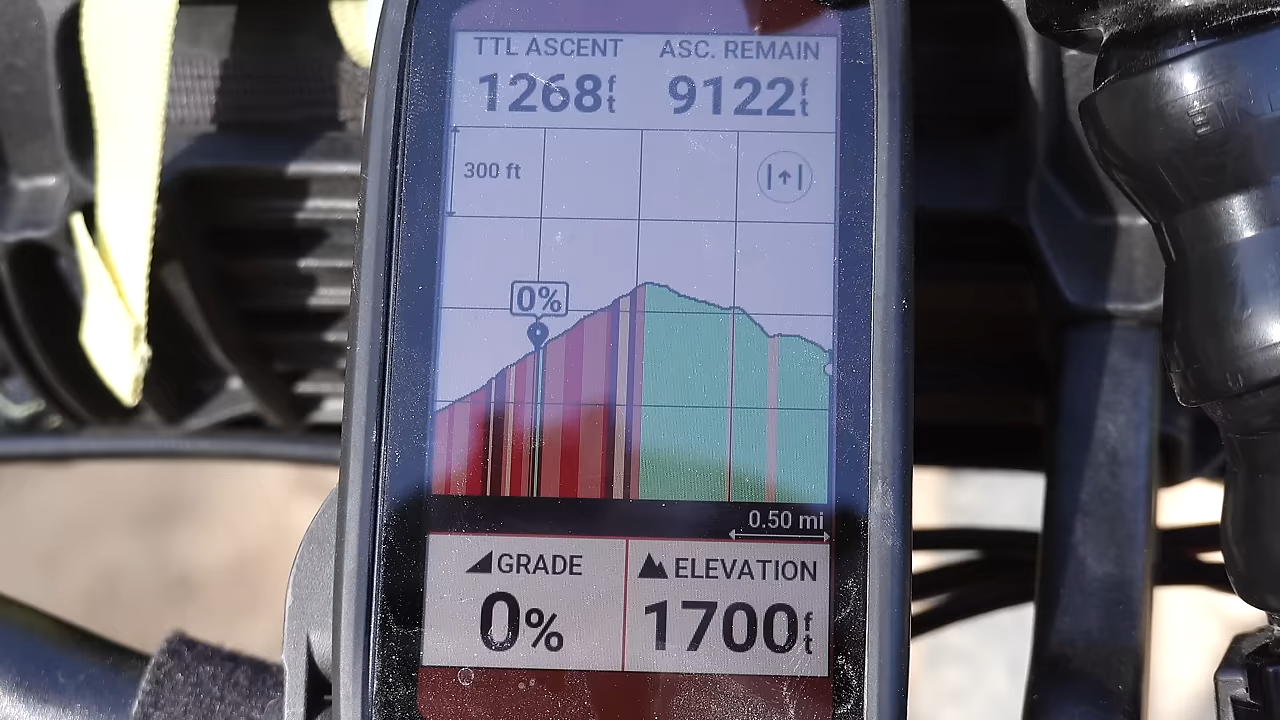 TTL ASCENT ASC. REMAIN
1268ft 9122ft
300 ft
0%
0.50 mi
GRADE ELEVATION
0% 1700ft